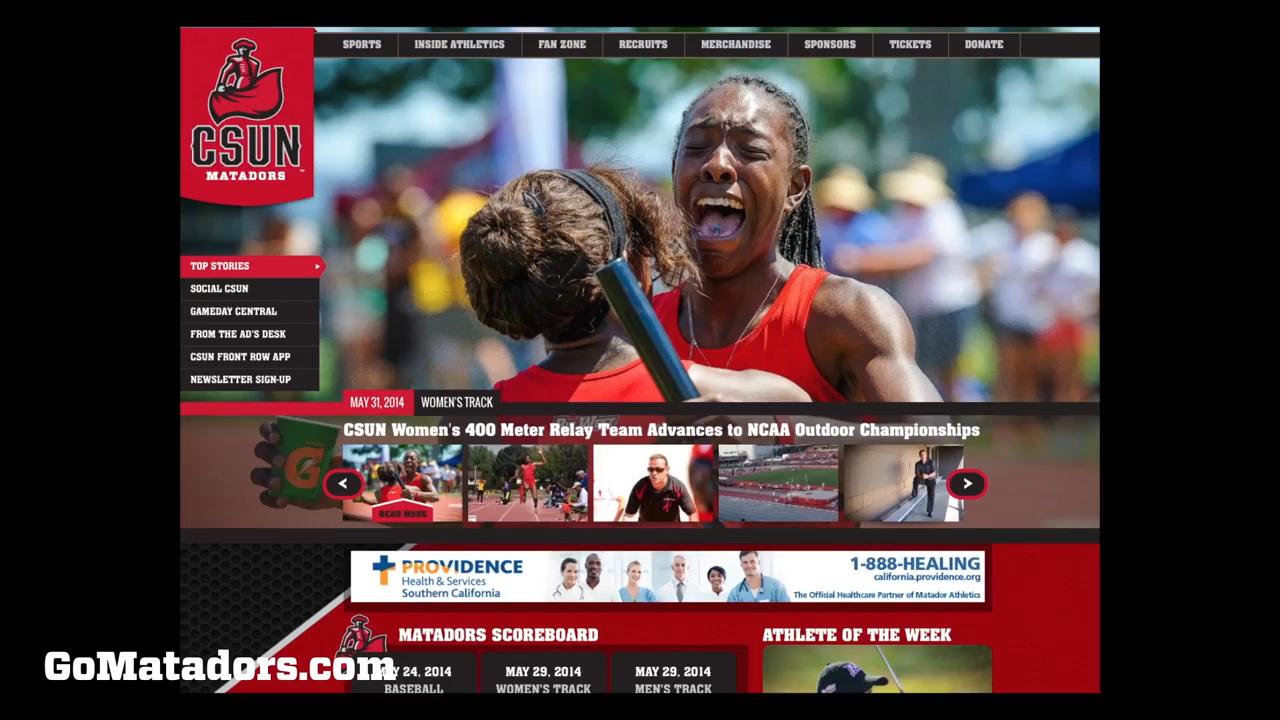 SPORTS
INSIDE ATHLETICS
FAN ZONE
RECRUITS
MERCHANDISE
SPONSORS
TICKETS
DONATE
CSUN
MATADORS
TOP STORIES
SOCIAL CSUN
GAMEDAY CENTRAL
FROM THE AD'S DESK
CSUN FRONT ROW APP
NEWSLETTER SIGN-UP
MAY 31, 2014 WOMEN'S TRACK
CSUN Women's 400 Meter Relay Team Advances to NCAA Outdoor Championships
G
READ MORE
PROVIDENCE
Health & Services
Southern California
1-888-HEALING
california.providence.org
The Official Healthcare Partner of Matador Athletics
MATADORS SCOREBOARD
24, 2014
BASEBALL
MAY 29, 2014
WOMEN'S TRACK
MAY 29, 2014
MEN'S TRACK
ATHLETE OF THE WEEK
GoMatadors.com